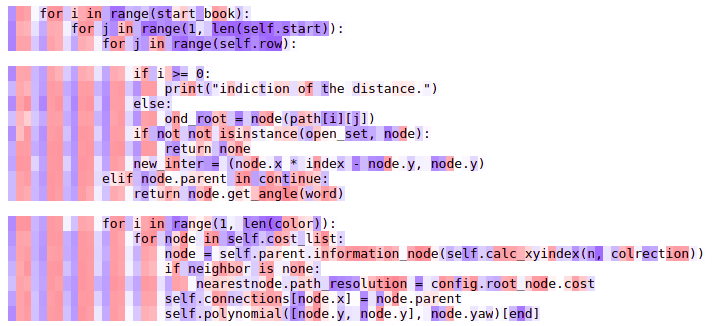 for i in range(start_book):
for j in range(1, len(self.start)):
for j in range(self.row):
if i >= 0:
print("indiction of the distance.")
else:
ond_root = node(path[i][j])
if not not isinstance(open_set, node):
return none
new_inter = (node.x * index - node.y, node.y)
elif node.parent in continue:
return node.get_angle(word)
for i in range(1, len(color)):
for node in self.cost_list:
node = self.parent.information_node(self.calc_xyindex(n, colrection))
if neighbor is none:
nearestnode.path_resolution = config.root_node.cost
self.connections[node.x] = node.parent
self.polynomial([node.y, node.y], node.yaw)[end]